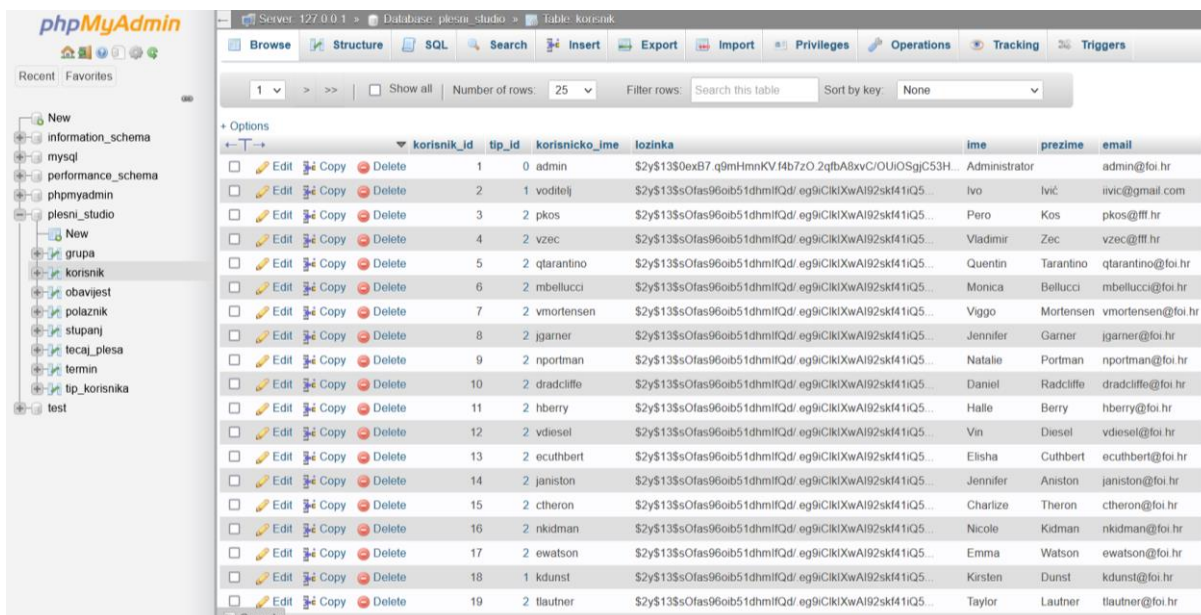 phpMyAdmin
Recent Favorites
New
information_schema
mysql
performance_schema
phpmyadmin
plesni_studio
New
grupa
korisnik
obavijest
polaznik
stupanj
tecaj_plesa
termin
tip_korisnika
test
Server: 127.0.0.1 » Database: plesni_studio » Table: korisnik
Browse Structure SQL Search Insert Export Import Privileges Operations Tracking Triggers
1 > >> Show all Number of rows: 25 Filter rows: Search this table Sort by key: None
+ Options
←T→ korisnik_id tip_id korisnicko_ime lozinka ime prezime email
Edit Copy Delete 1 0 admin Administrator admin@foi.hr
Edit Copy Delete 2 1 voditelj Ivo Ivić iivic@gmail.com
Edit Copy Delete 3 2 pkos Pero Kos pkos@fff.hr
Edit Copy Delete 4 2 vzec Vladimir Zec vzec@fff.hr
Edit Copy Delete 5 2 qtarantino Quentin Tarantino qtarantino@foi.hr
Edit Copy Delete 6 2 mbellucci Monica Bellucci mbellucci@foi.hr
Edit Copy Delete 7 2 vmortensen Viggo Mortensen vmortensen@foi.hr
Edit Copy Delete 8 2 jgarner Jennifer Garner jgarner@foi.hr
Edit Copy Delete 9 2 nportman Natalie Portman nportman@foi.hr
Edit Copy Delete 10 2 dradcliffe Daniel Radcliffe dradcliffe@foi.hr
Edit Copy Delete 11 2 hberry Halle Berry hberry@foi.hr
Edit Copy Delete 12 2 vdiesel Vin Diesel vdiesel@foi.hr
Edit Copy Delete 13 2 ecuthbert Elisha Cuthbert ecuthbert@foi.hr
Edit Copy Delete 14 2 janiston Jennifer Aniston janiston@foi.hr
Edit Copy Delete 15 2 ctheron Charlize Theron ctheron@foi.hr
Edit Copy Delete 16 2 nkidman Nicole Kidman nkidman@foi.hr
Edit Copy Delete 17 2 ewatson Emma Watson ewatson@foi.hr
Edit Copy Delete 18 1 kdunst Kirsten Dunst kdunst@foi.hr
Edit Copy Delete 19 2 tlautner Taylor Lautner tlautner@foi.hr